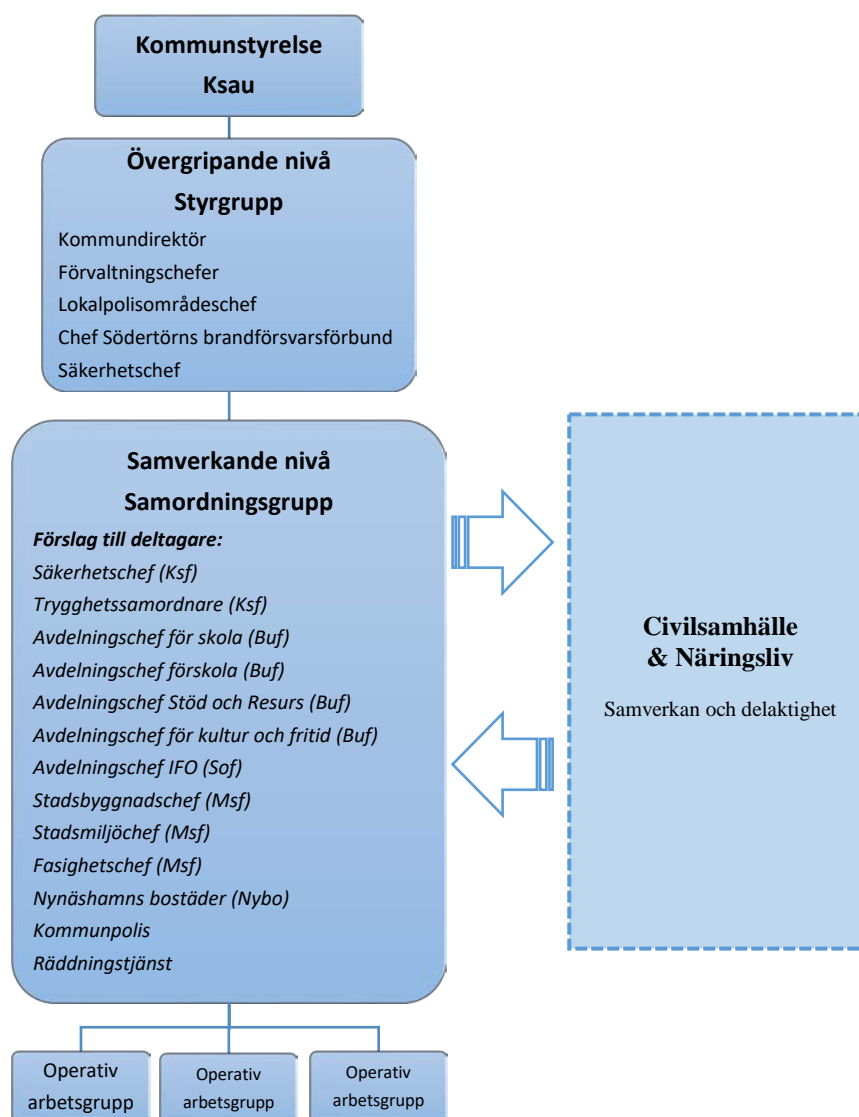 Kommunstyrelse
Ksau
Övergripande nivå
Styrgrupp
Kommundirektör
Förvaltningschefer
Lokalpolisområdeschef
Chef Södertörns brandförsvarsförbund
Säkerhetschef
Samverkande nivå
Samordningsgrupp
Förslag till deltagare:
Säkerhetschef (Ksf)
Trygghetssamordnare (Ksf)
Avdelningschef för skola (Buf)
Avdelningschef förskola (Buf)
Avdelningschef Stöd och Resurs (Buf)
Avdelningschef för kultur och fritid (Buf)
Avdelningschef IFO (Sof)
Stadsbyggnadschef (Msf)
Stadsmiljöchef (Msf)
Fasighetschef (Msf)
Nynäshamns bostäder (Nybo)
Kommunpolis
Räddningstjänst
Civilsamhälle
& Näringsliv
Samverkan och delaktighet
Operativ
arbetsgrupp
Operativ
arbetsgrupp
Operativ
arbetsgrupp